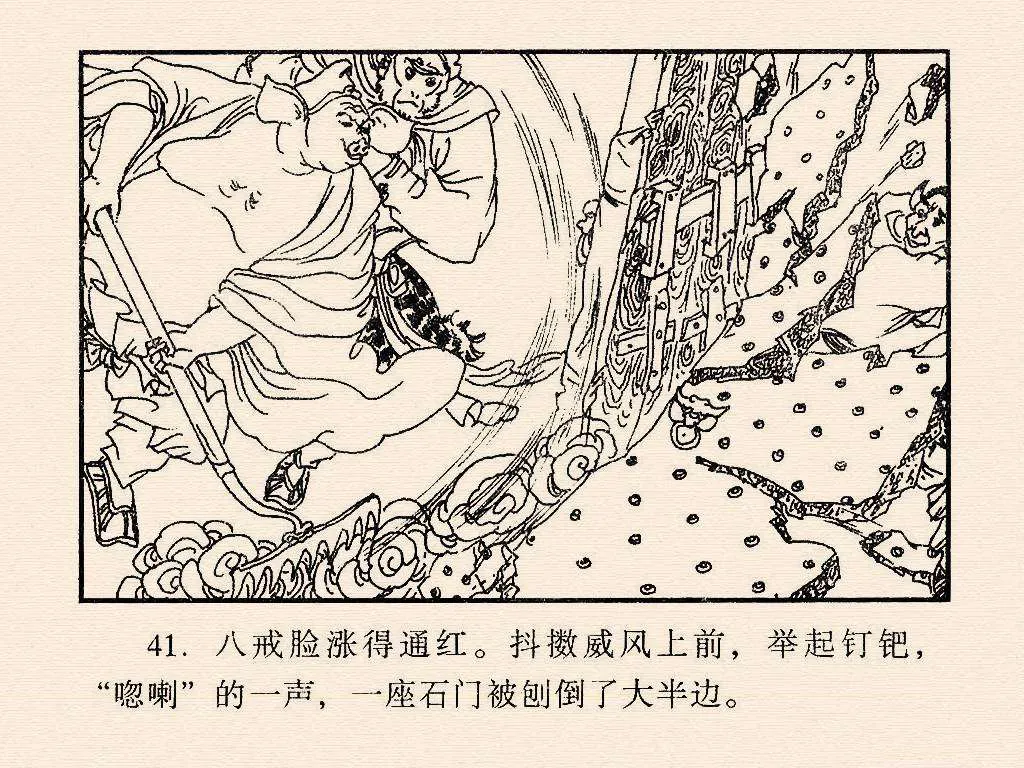 41. 八戒脸涨得通红。抖擞威风上前，举起钉钯，
“唿喇”的一声，一座石门被刨倒了大半边。